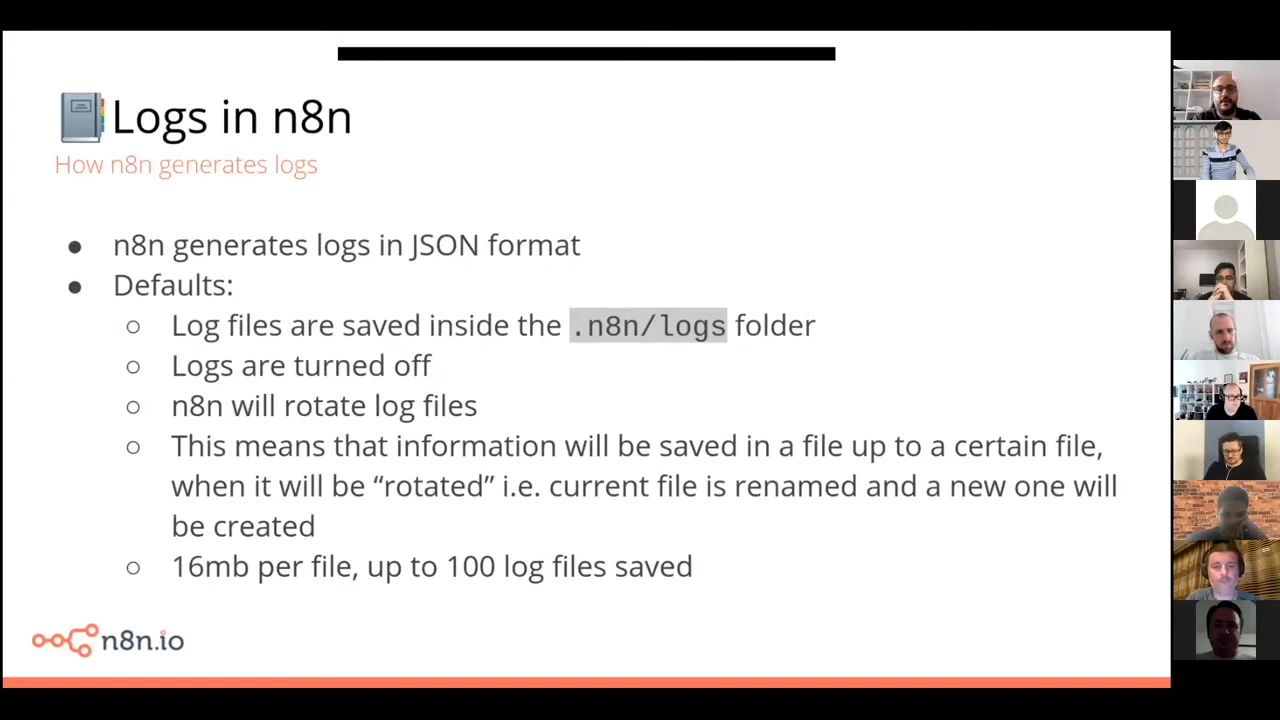 Logs in n8n
How n8n generates logs
● n8n generates logs in JSON format
● Defaults:
○ Log files are saved inside the .n8n/logs folder
○ Logs are turned off
○ n8n will rotate log files
○ This means that information will be saved in a file up to a certain file,
when it will be “rotated” i.e. current file is renamed and a new one will
be created
○ 16mb per file, up to 100 log files saved
n8n.io